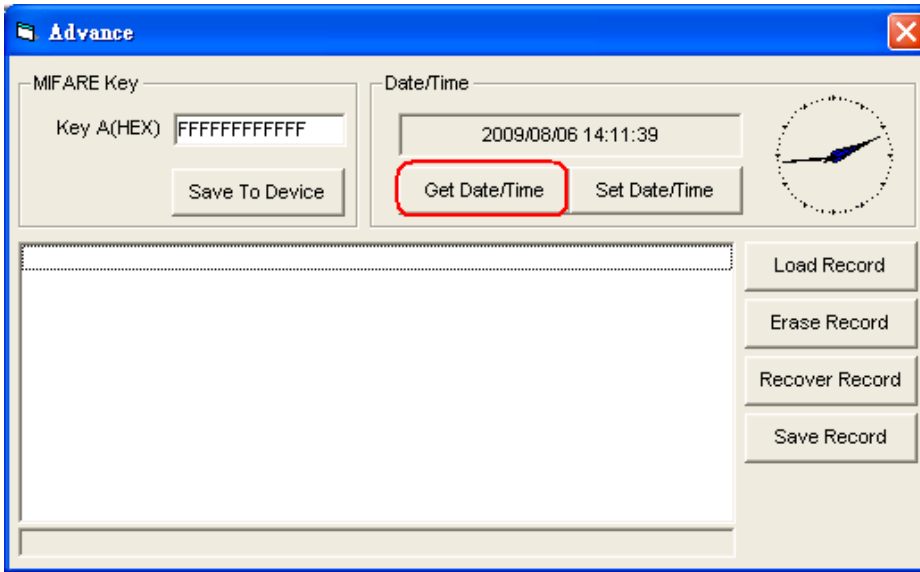 Advance
MIFARE Key
Key A(HEX) FFFFFFFFFFFF
Save To Device
Date/Time
2009/08/06 14:11:39
Get Date/Time Set Date/Time
Load Record
Erase Record
Recover Record
Save Record